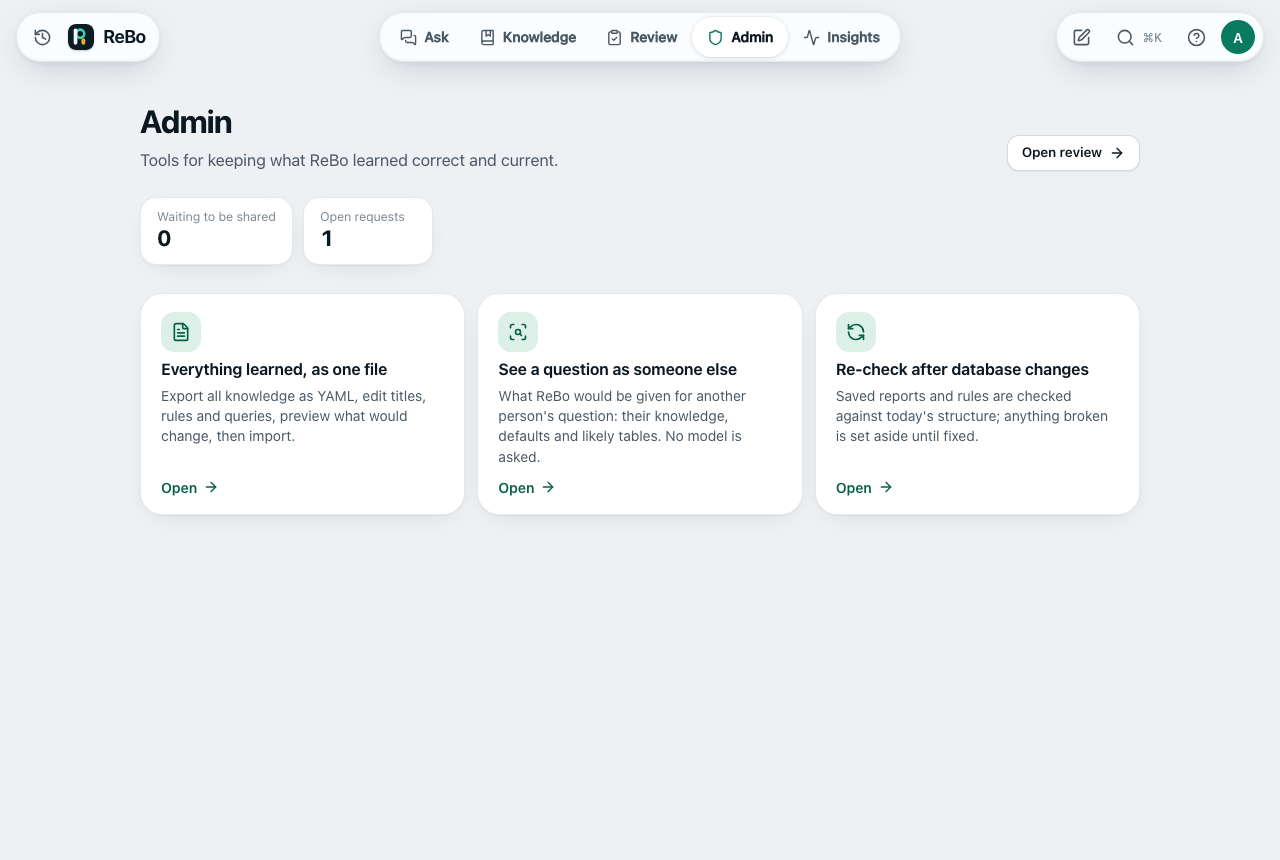 ReBo
Ask
Knowledge
Review
Admin
Insights
⌘K
A
Admin
Tools for keeping what ReBo learned correct and current.
Open review
Waiting to be shared
0
Open requests
1
Everything learned, as one file
Export all knowledge as YAML, edit titles,
rules and queries, preview what would
change, then import.
Open
See a question as someone else
What ReBo would be given for another
person's question: their knowledge,
defaults and likely tables. No model is
asked.
Open
Re-check after database changes
Saved reports and rules are checked
against today's structure; anything broken
is set aside until fixed.
Open